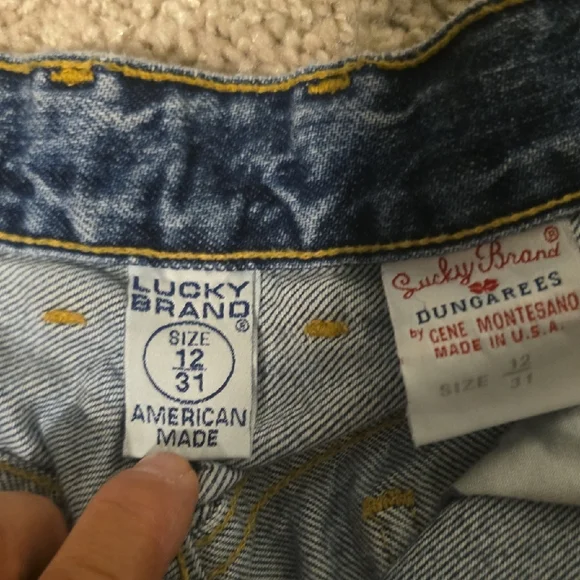 LUCKY
BRAND®
SIZE
12
31
AMERICAN
MADE
Lucky Brand®
DUNGAREES
by GENE MONTESANO
MADE IN U.S.A.
SIZE 12
31